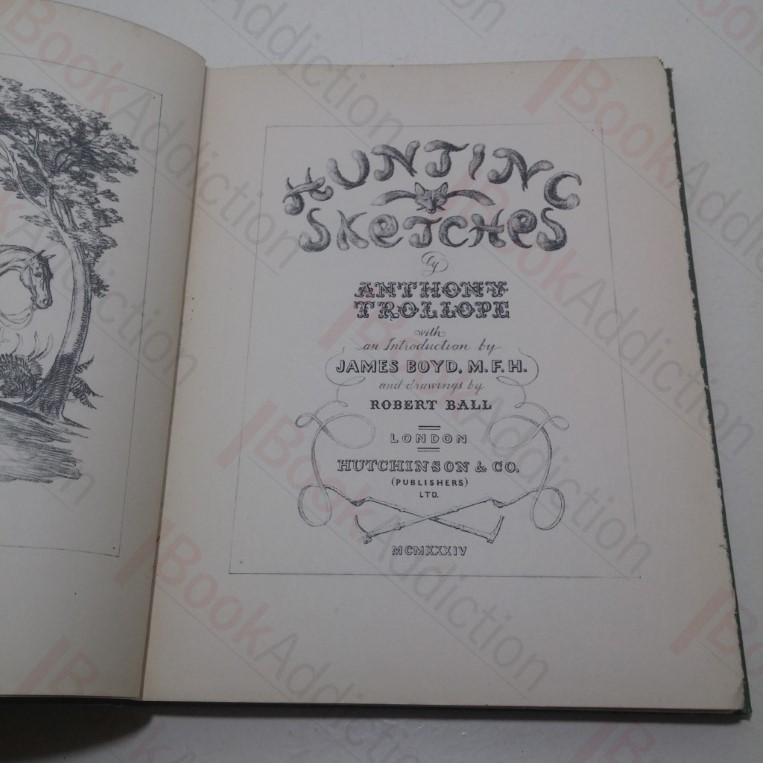 HUNTING
SKETCHES
by
ANTHONY
TROLLOPE
with
an Introduction by
JAMES BOYD, M.F.H.
and drawings by
ROBERT BALL
LONDON
HUTCHINSON & CO.
(PUBLISHERS)
LTD.
MCMXXXIV
BookAddiction